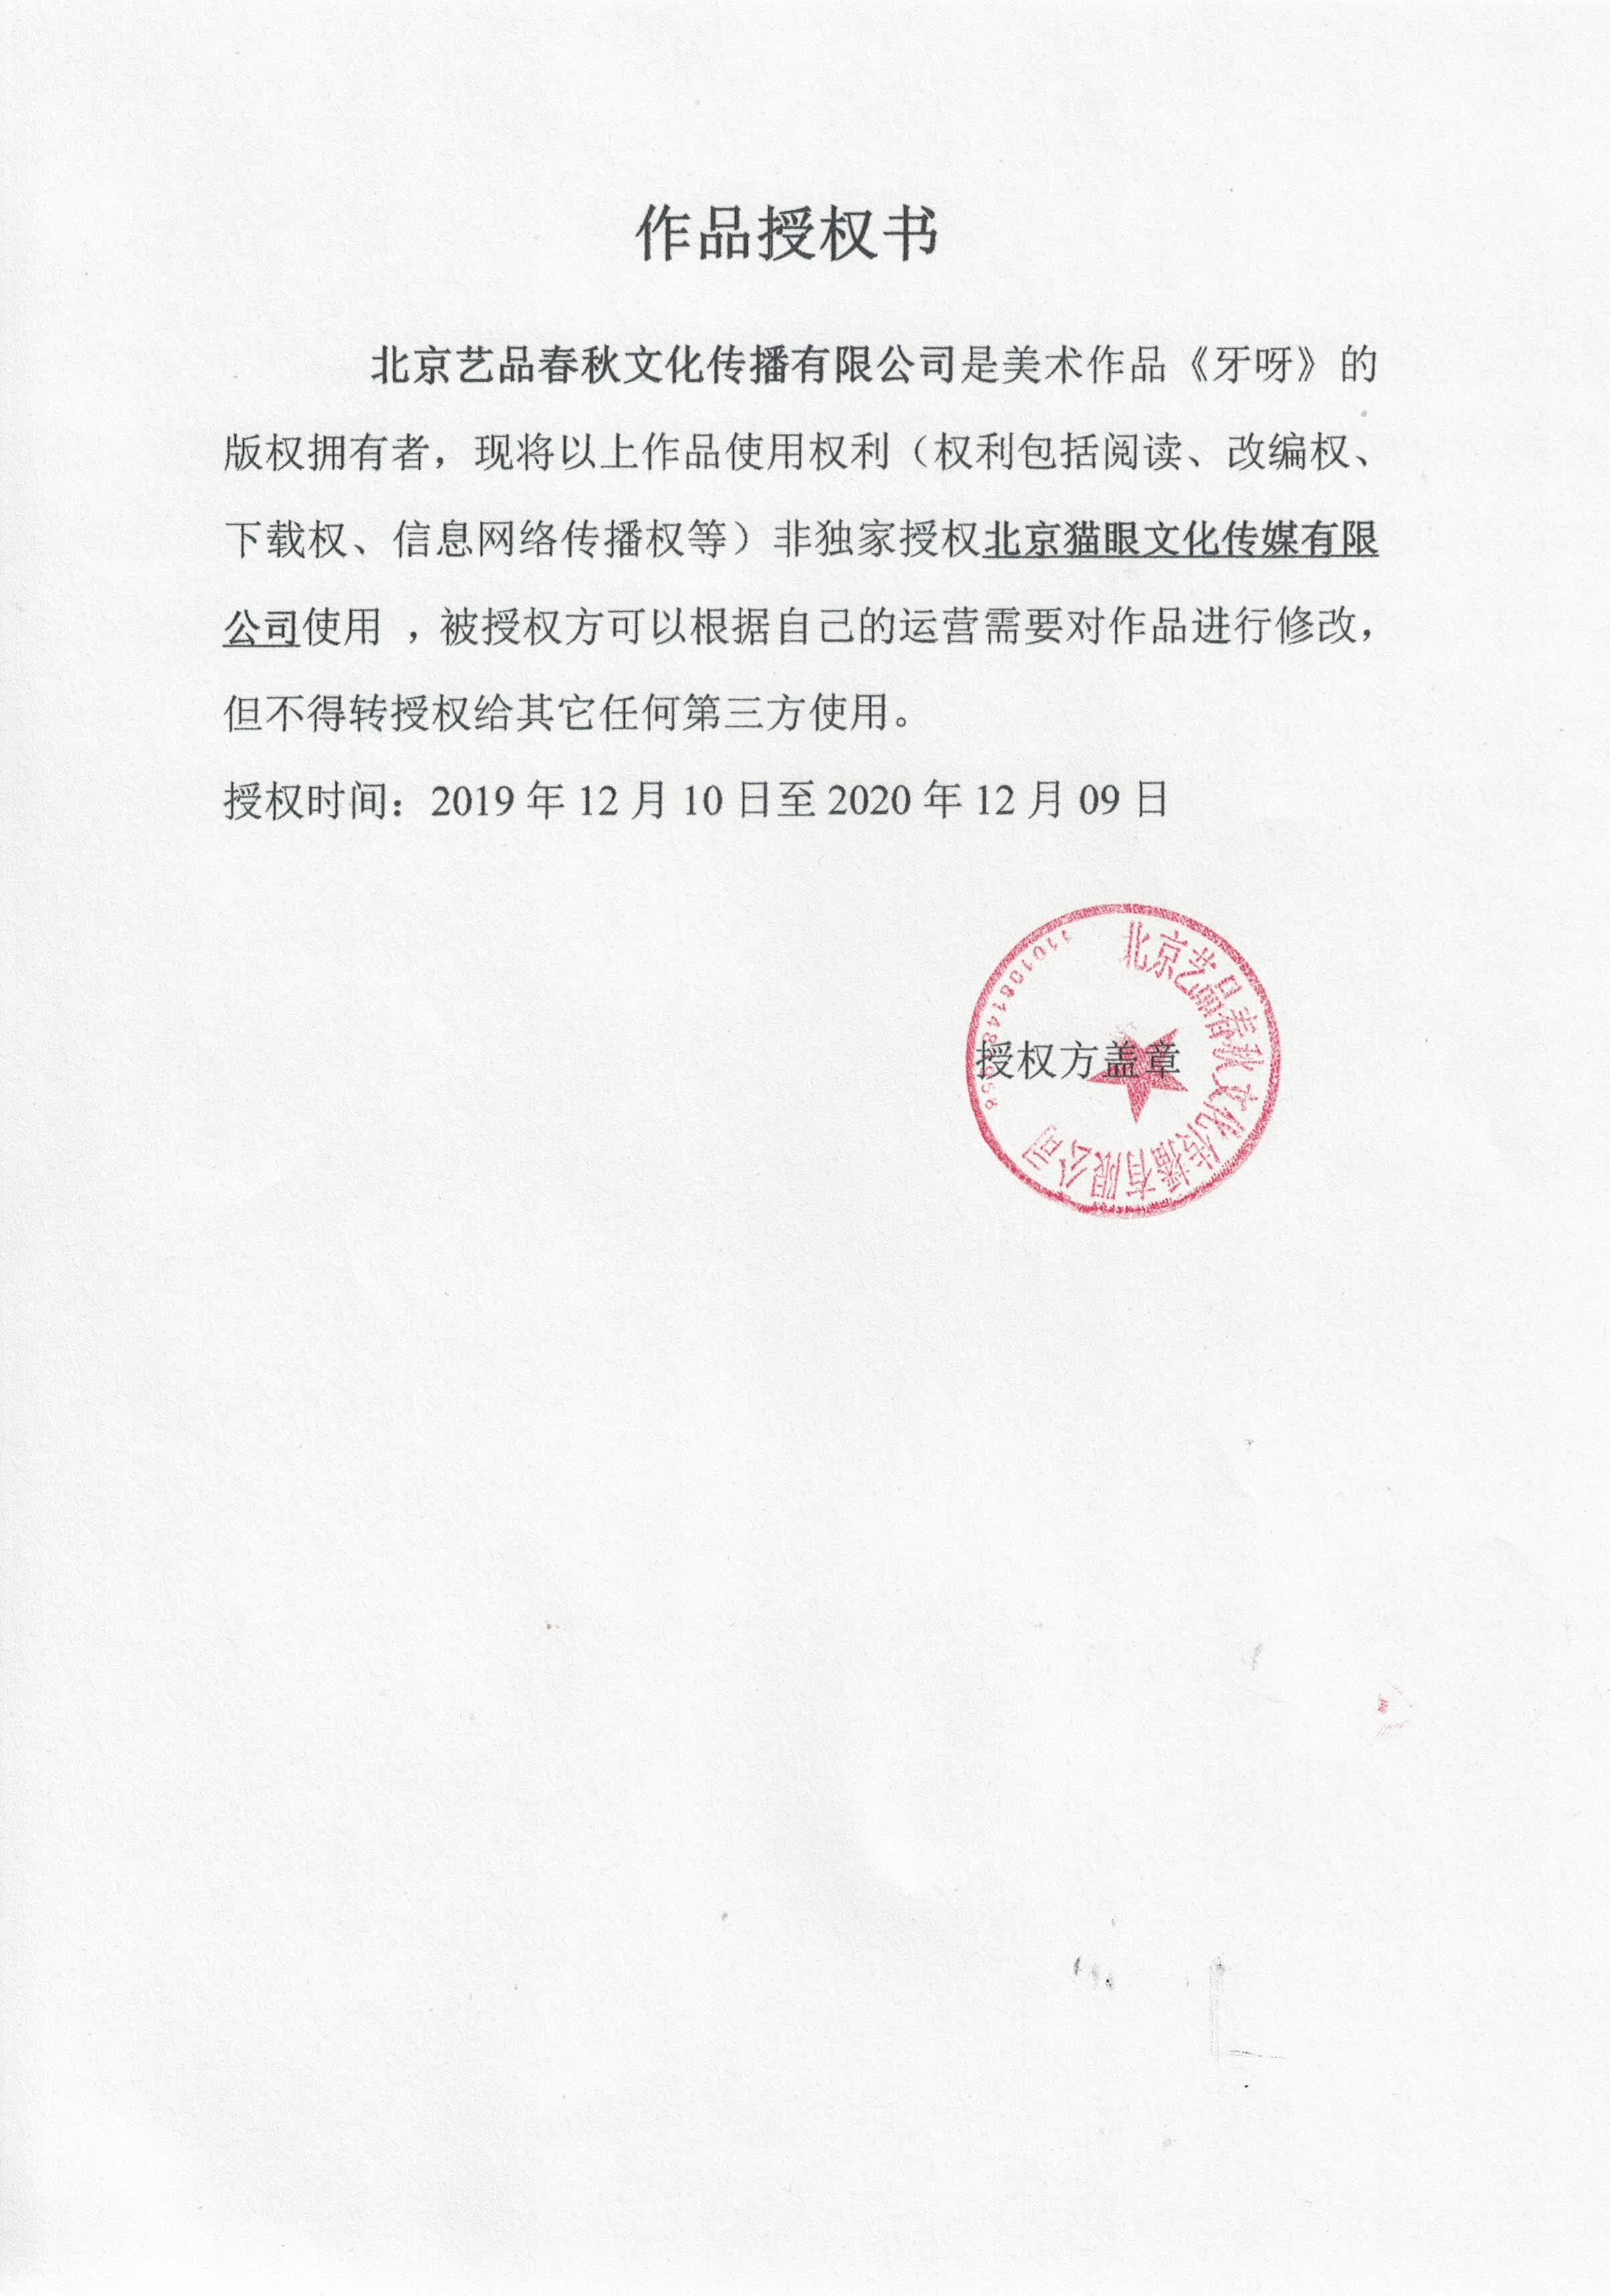 作品授权书
北京艺品春秋文化传播有限公司是美术作品《牙呀》的
版权拥有者，现将以上作品使用权利（权利包括阅读、改编权、
下载权、信息网络传播权等）非独家授权北京猫眼文化传媒有限
公司使用 ，被授权方可以根据自己的运营需要对作品进行修改，
但不得转授权给其它任何第三方使用。
授权时间：2019 年 12 月 10 日至 2020 年 12 月 09 日
北京艺品春秋文化传播有限公司
授权方盖章